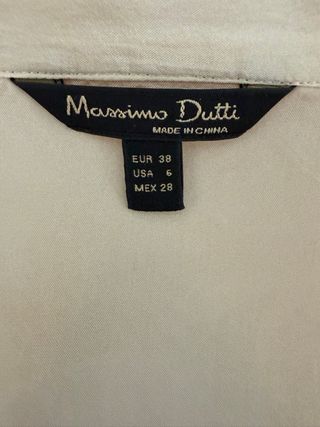 Massimo Dutti
MADE IN CHINA
EUR 38
USA 6
MEX 28